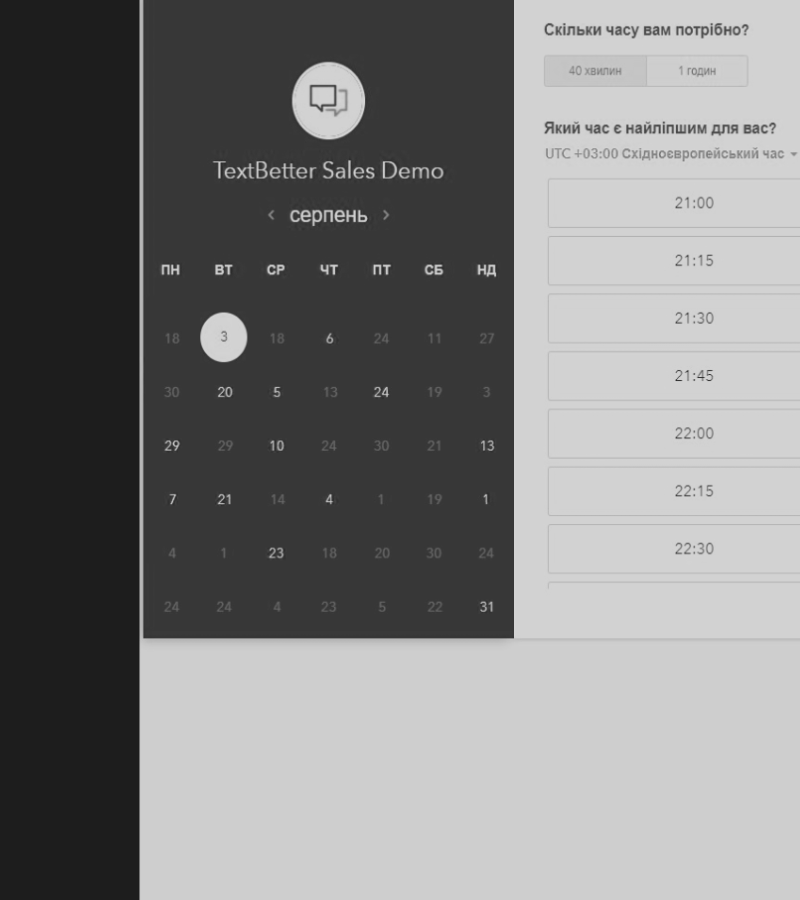 TextBetter Sales Demo
серпень
ПН ВТ СР ЧТ ПТ СБ НД
18 3 18 6 24 11 27
30 20 5 13 24 19 3
29 29 10 24 30 21 13
7 21 14 4 1 19 1
4 1 23 18 20 30 24
24 24 4 23 5 22 31
Скільки часу вам потрібно?
40 хвилин 1 годин
Який час є найліпшим для вас?
UTC +03:00 Східноєвропейський час
21:00
21:15
21:30
21:45
22:00
22:15
22:30